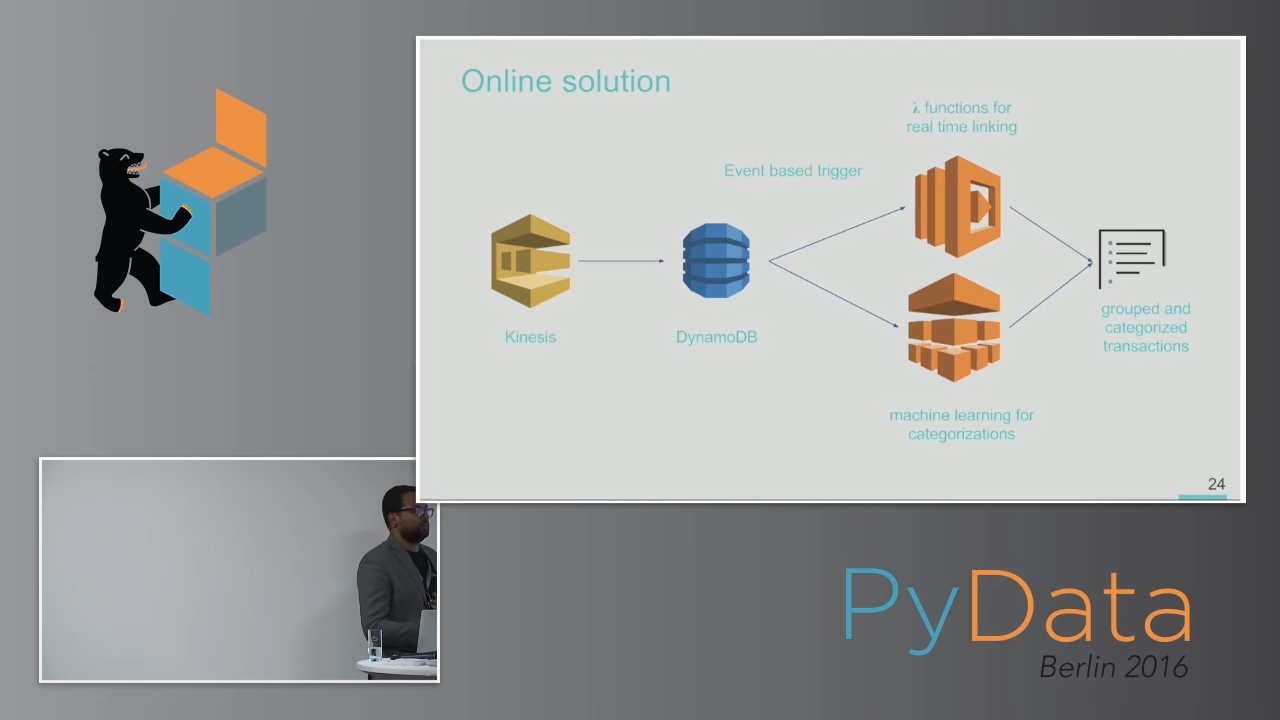 Online solution
λ functions for
real time linking
Event based trigger
Kinesis
DynamoDB
grouped and
categorized
transactions
machine learning for
categorizations
24
PyData
Berlin 2016